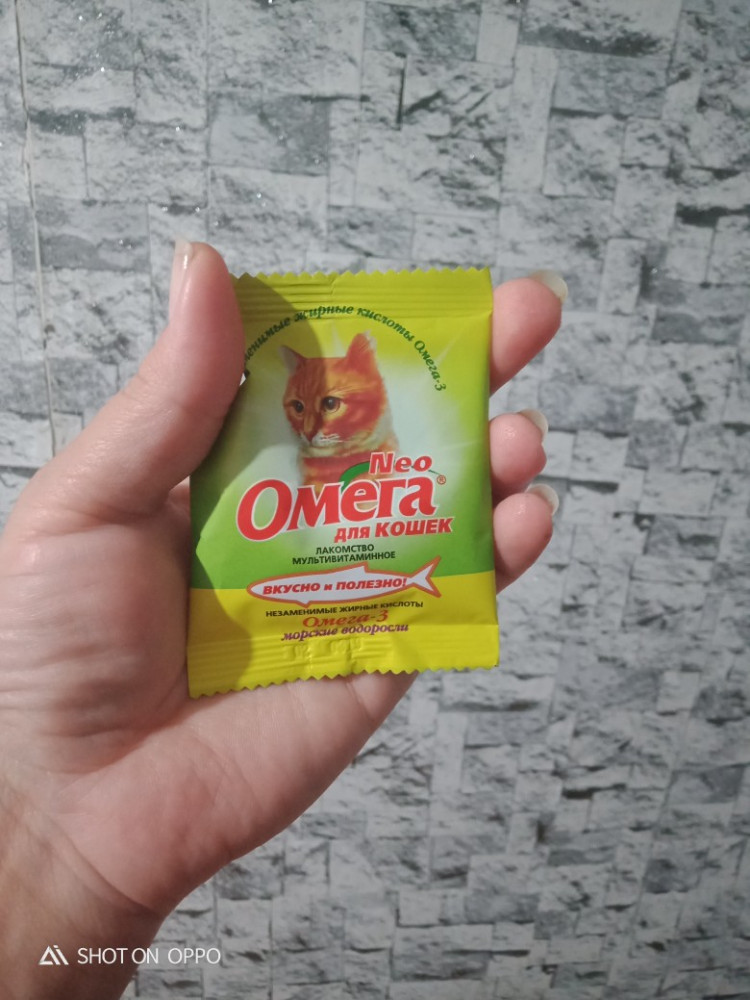 жирные кислоты Омега-3
Neo
Омега®
для кошек
ЛАКОМСТВО
МУЛЬТИВИТАМИННОЕ
ВКУСНО и ПОЛЕЗНО!
НЕЗАМЕНИМЫЕ ЖИРНЫЕ КИСЛОТЫ
Омега-3
морские водоросли
SHOT ON OPPO